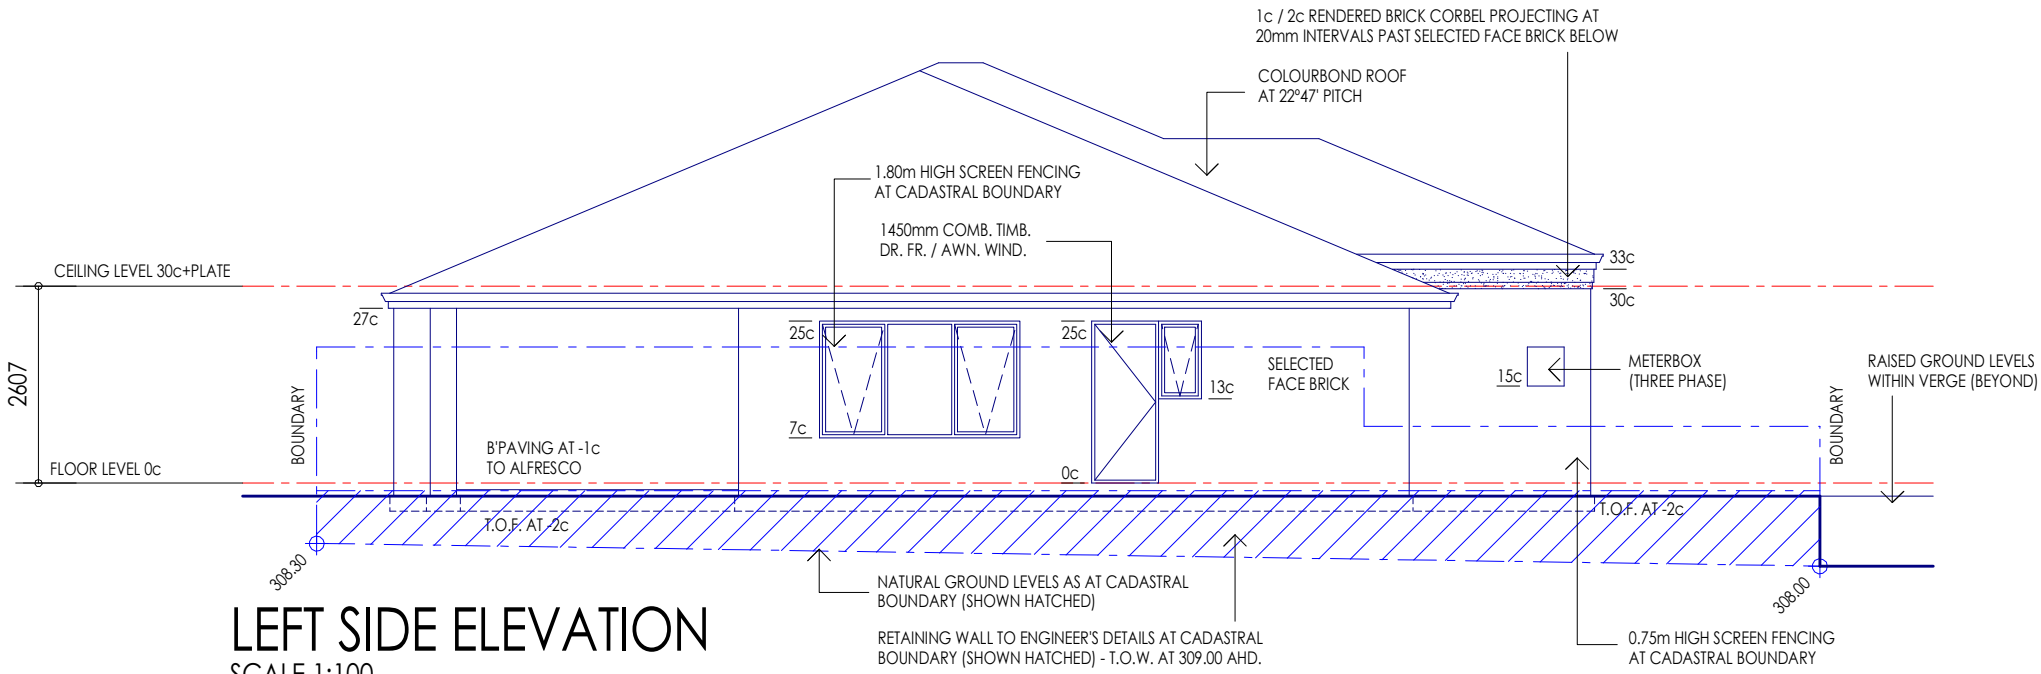 1c / 2c RENDERED BRICK CORBEL PROJECTING AT
20mm INTERVALS PAST SELECTED FACE BRICK BELOW
COLOURBOND ROOF
AT 22°47' PITCH
1.80m HIGH SCREEN FENCING
AT CADASTRAL BOUNDARY
1450mm COMB. TIMB.
DR. FR. / AWN. WIND.
CEILING LEVEL 30c+PLATE
33c
30c
27c
25c
25c
2607
SELECTED
FACE BRICK
METERBOX
(THREE PHASE)
15c
13c
RAISED GROUND LEVELS
WITHIN VERGE (BEYOND)
BOUNDARY
BOUNDARY
7c
B'PAVING AT -1c
TO ALFRESCO
FLOOR LEVEL 0c
0c
T.O.F. AT -2c
T.O.F. AT -2c
308.30
308.00
NATURAL GROUND LEVELS AS AT CADASTRAL
BOUNDARY (SHOWN HATCHED)
RETAINING WALL TO ENGINEER'S DETAILS AT CADASTRAL
BOUNDARY (SHOWN HATCHED) - T.O.W. AT 309.00 AHD.
0.75m HIGH SCREEN FENCING
AT CADASTRAL BOUNDARY
LEFT SIDE ELEVATION
SCALE 1:100